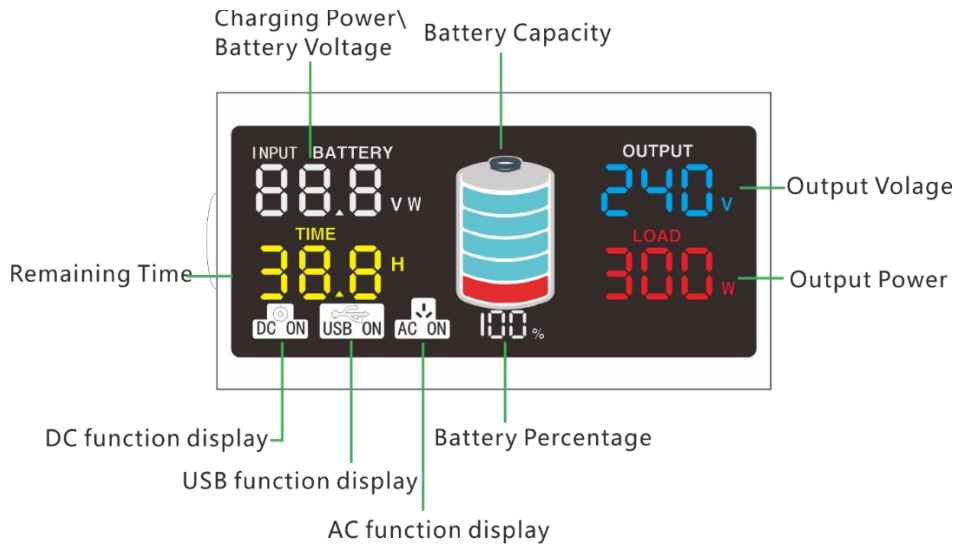 Charging Power\
Battery Voltage
Battery Capacity
INPUT BATTERY
88.8 V W
OUTPUT
240 V
Output Volage
TIME
38.8 H
Remaining Time
LOAD
300 W
Output Power
DC ON
USB ON
AC ON
100 %
DC function display
Battery Percentage
USB function display
AC function display